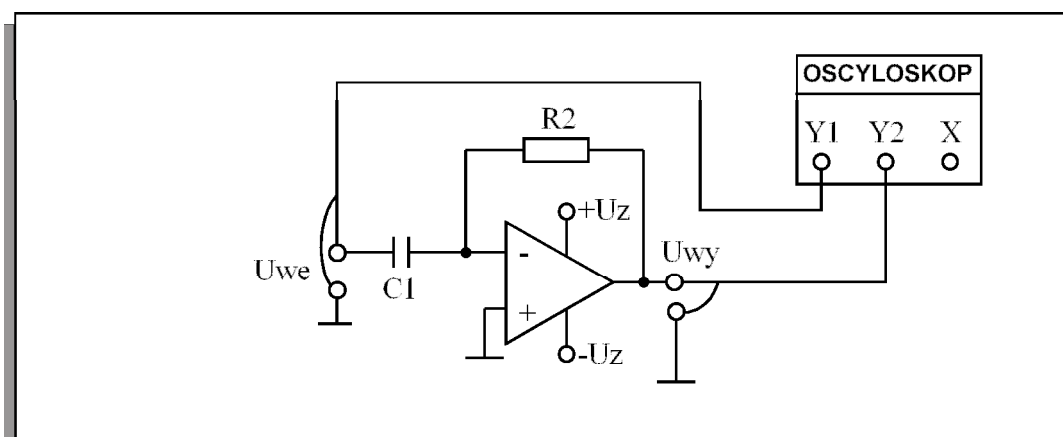 OSCYLOSKOP
Y1 Y2 X
R2
+Uz
Uwe
C1
-
+
Uwy
-Uz